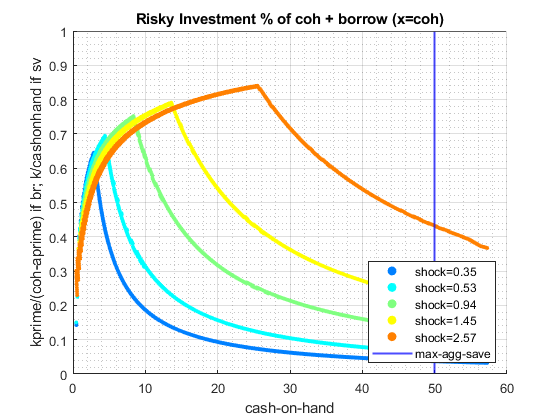 Risky Investment % of coh + borrow (x=coh)
kprime/(coh-aprime) if br; k/cashonhand if sv
1
0.9
0.8
0.7
0.6
0.5
0.4
0.3
0.2
0.1
0
0
10
20
30
40
50
60
cash-on-hand
shock=0.35
shock=0.53
shock=0.94
shock=1.45
shock=2.57
max-agg-save